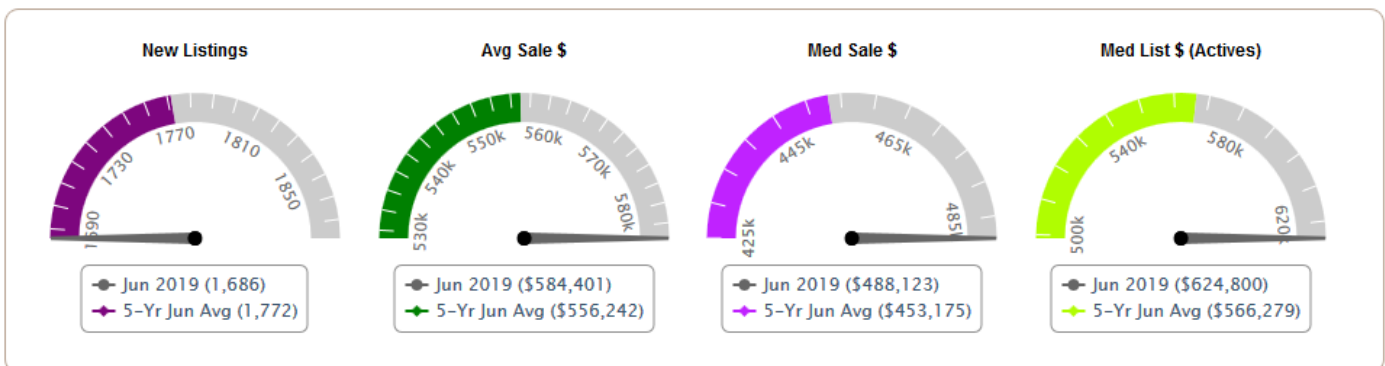 New Listings
1690
1730
1770
1810
1850
Jun 2019 (1,686)
5-Yr Jun Avg (1,772)
Avg Sale $
530k
540k
550k
560k
570k
580k
Jun 2019 ($584,401)
5-Yr Jun Avg ($556,242)
Med Sale $
425k
445k
465k
485k
Jun 2019 ($488,123)
5-Yr Jun Avg ($453,175)
Med List $ (Actives)
500k
540k
580k
620k
Jun 2019 ($624,800)
5-Yr Jun Avg ($566,279)